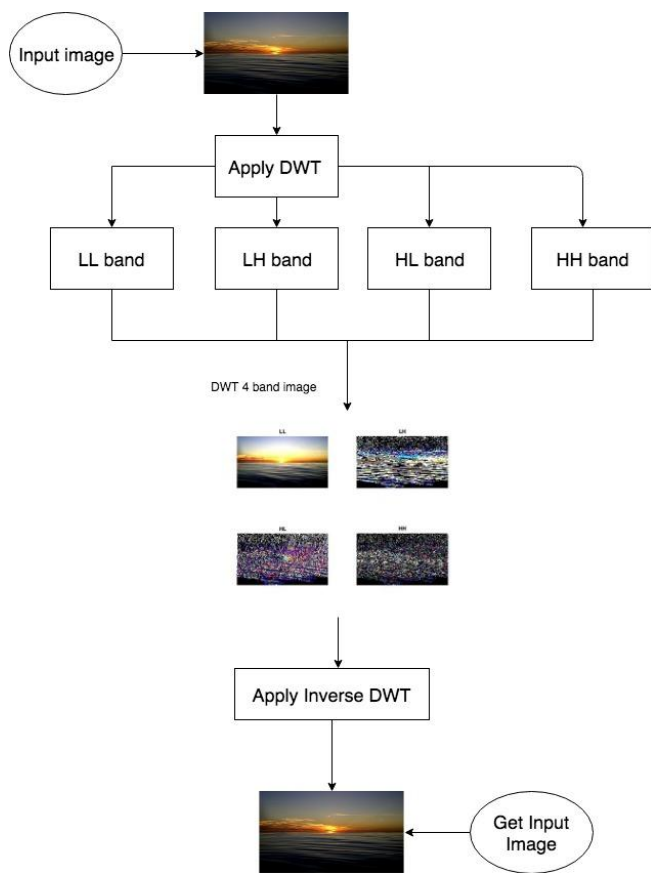 Input image
Apply DWT
LL band
LH band
HL band
HH band
DWT 4 band image
LL
LH
HL
HH
Apply Inverse DWT
Get Input
Image